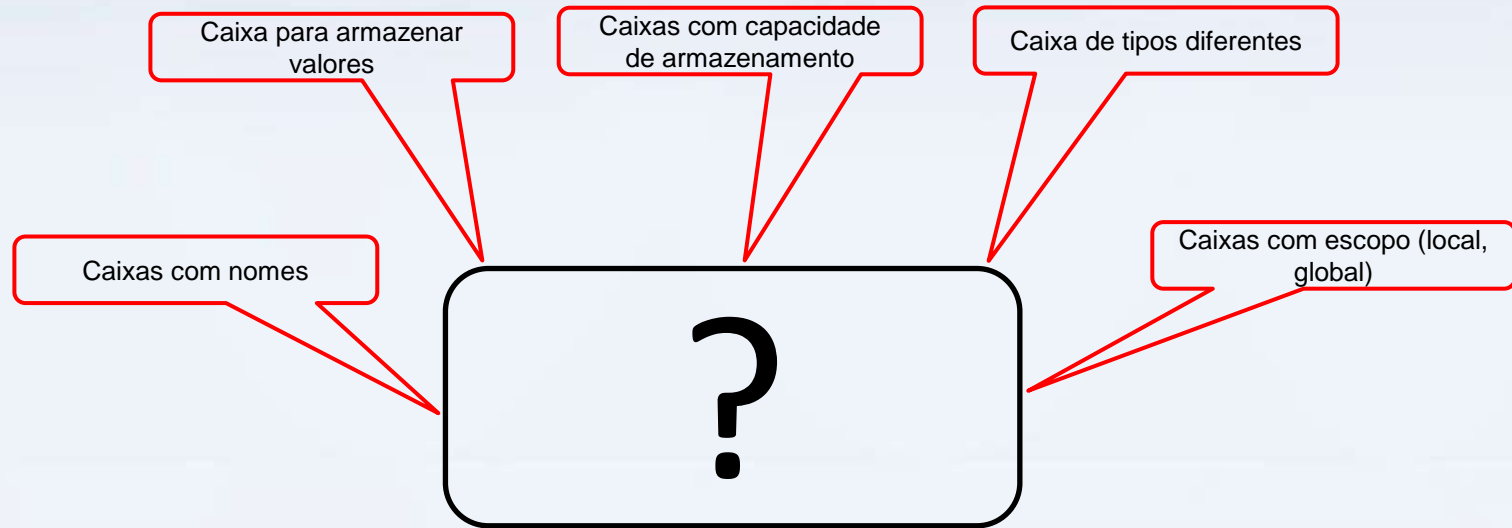 Caixa para armazenar
valores
Caixas com capacidade
de armazenamento
Caixa de tipos diferentes
Caixas com nomes
Caixas com escopo (local,
global)
?